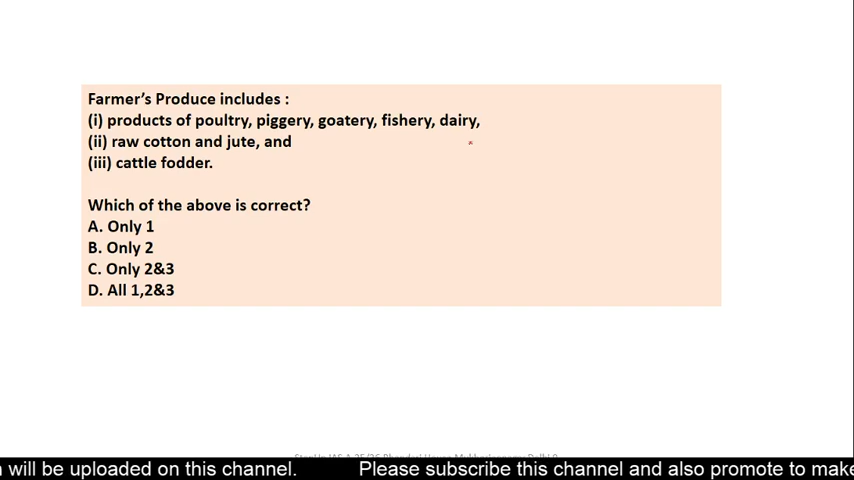 Farmer's Produce includes :
(i) products of poultry, piggery, goatery, fishery, dairy,
(ii) raw cotton and jute, and
(iii) cattle fodder.
Which of the above is correct?
A. Only 1
B. Only 2
C. Only 2&3
D. All 1,2&3
will be uploaded on this channel. Please subscribe this channel and also promote to make